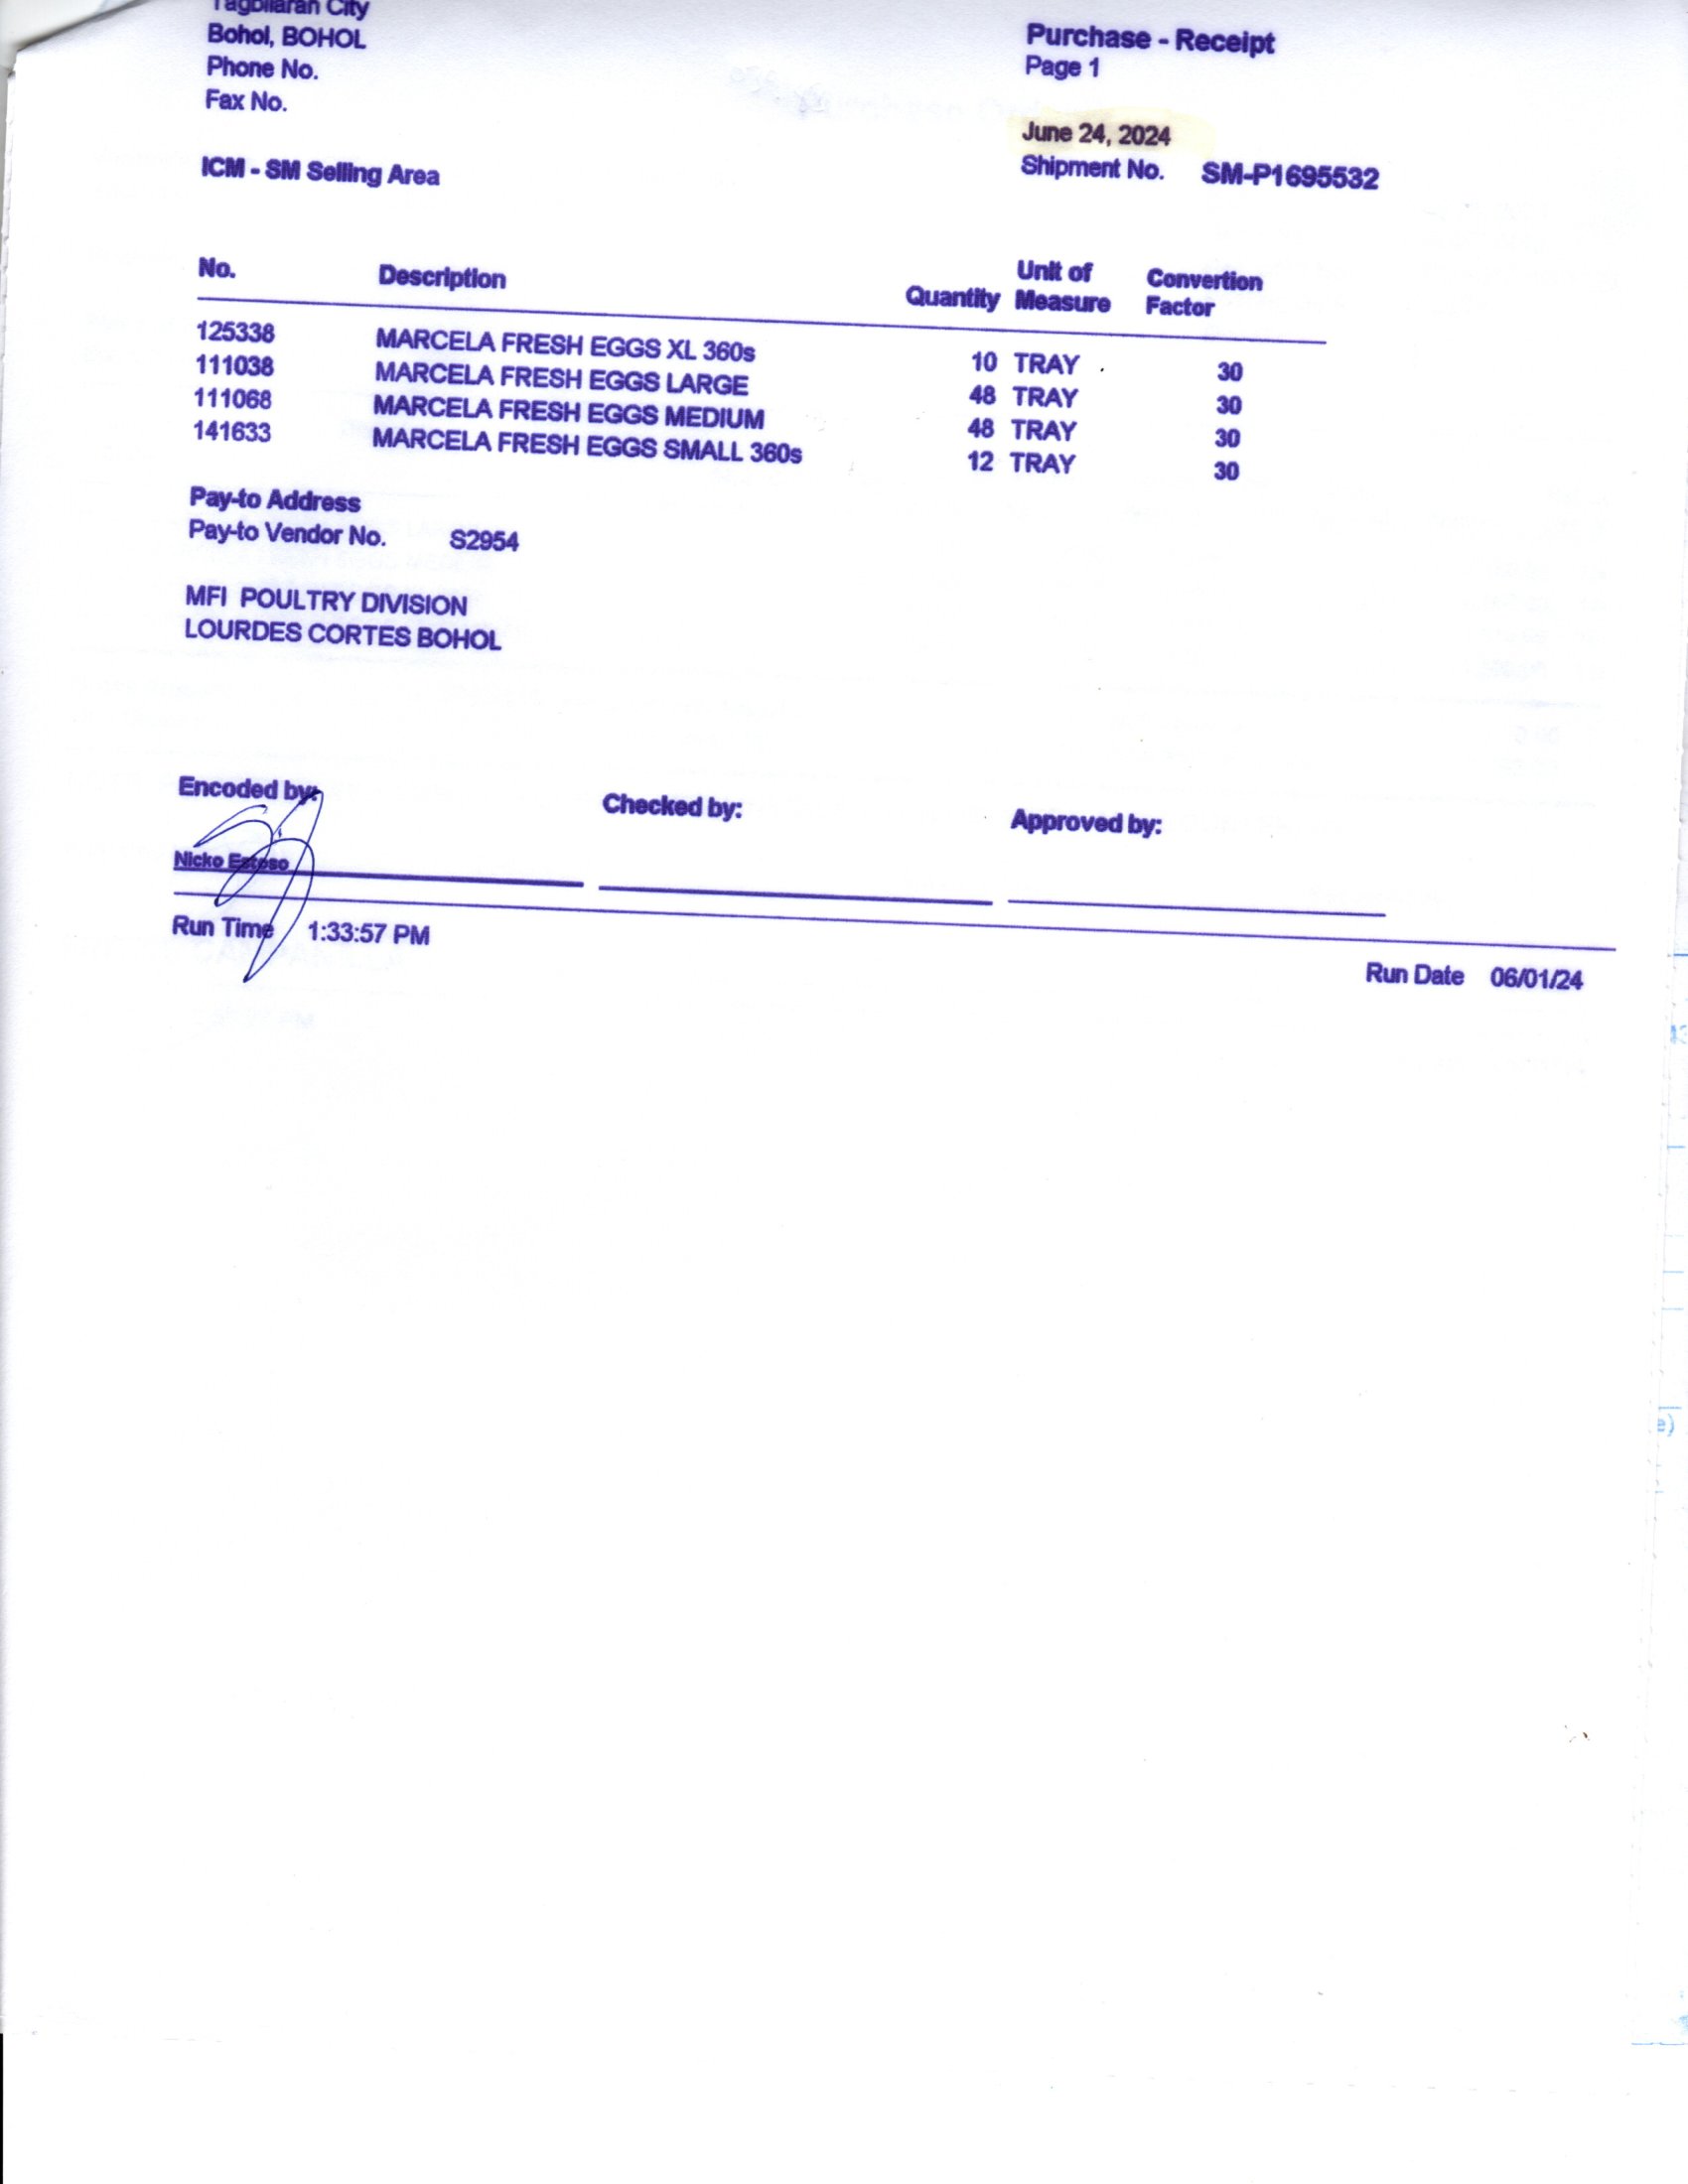 Tagbilaran City
Bohol, BOHOL
Phone No.
Fax No.
Purchase - Receipt
Page 1
June 24, 2024
Shipment No. SM-P1695532
ICM - SM Selling Area
No. Description Quantity Unit of Measure Convertion Factor
125338 MARCELA FRESH EGGS XL 360s 10 TRAY 30
111038 MARCELA FRESH EGGS LARGE 48 TRAY 30
111068 MARCELA FRESH EGGS MEDIUM 48 TRAY 30
141633 MARCELA FRESH EGGS SMALL 360s 12 TRAY 30
Pay-to Address
Pay-to Vendor No. S2954
MFI POULTRY DIVISION
LOURDES CORTES BOHOL
Encoded by: Checked by: Approved by:
Nicko Estoso
Run Time 1:33:57 PM
Run Date 06/01/24